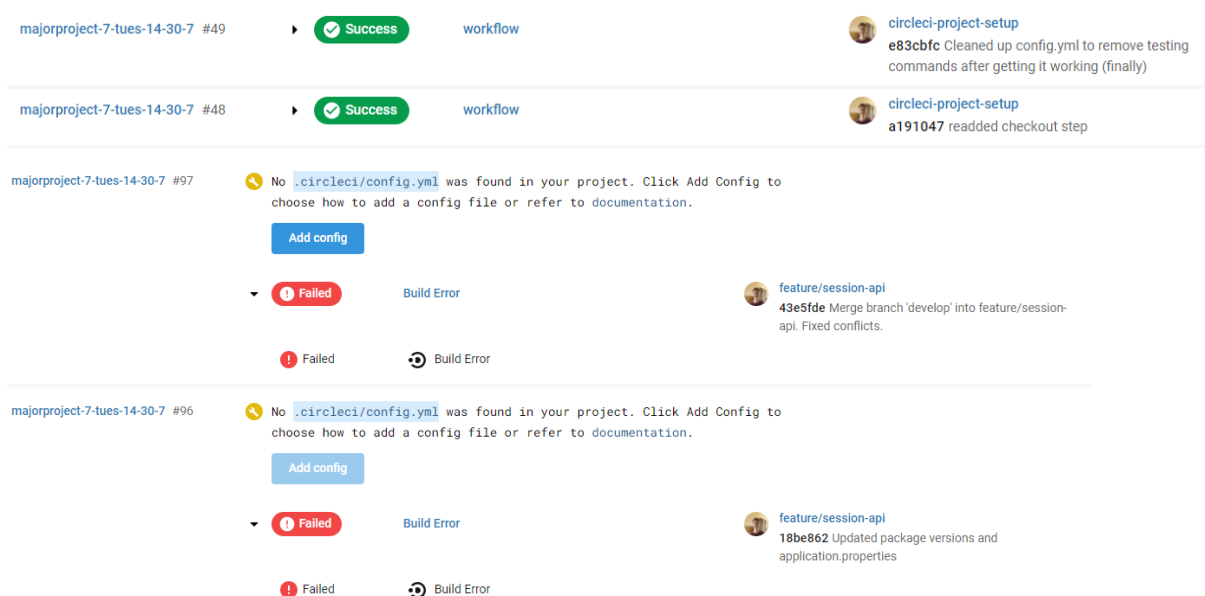 majorproject-7-tues-14-30-7 #49 Success workflow circleci-project-setup
e83cbfc Cleaned up config.yml to remove testing
commands after getting it working (finally)
majorproject-7-tues-14-30-7 #48 Success workflow circleci-project-setup
a191047 readded checkout step
majorproject-7-tues-14-30-7 #97 No .circleci/config.yml was found in your project. Click Add Config to
choose how to add a config file or refer to documentation.
Add config
Failed Build Error feature/session-api
43e5fde Merge branch 'develop' into feature/session-
api. Fixed conflicts.
Failed Build Error
majorproject-7-tues-14-30-7 #96 No .circleci/config.yml was found in your project. Click Add Config to
choose how to add a config file or refer to documentation.
Add config
Failed Build Error feature/session-api
18be862 Updated package versions and
application.properties
Failed Build Error